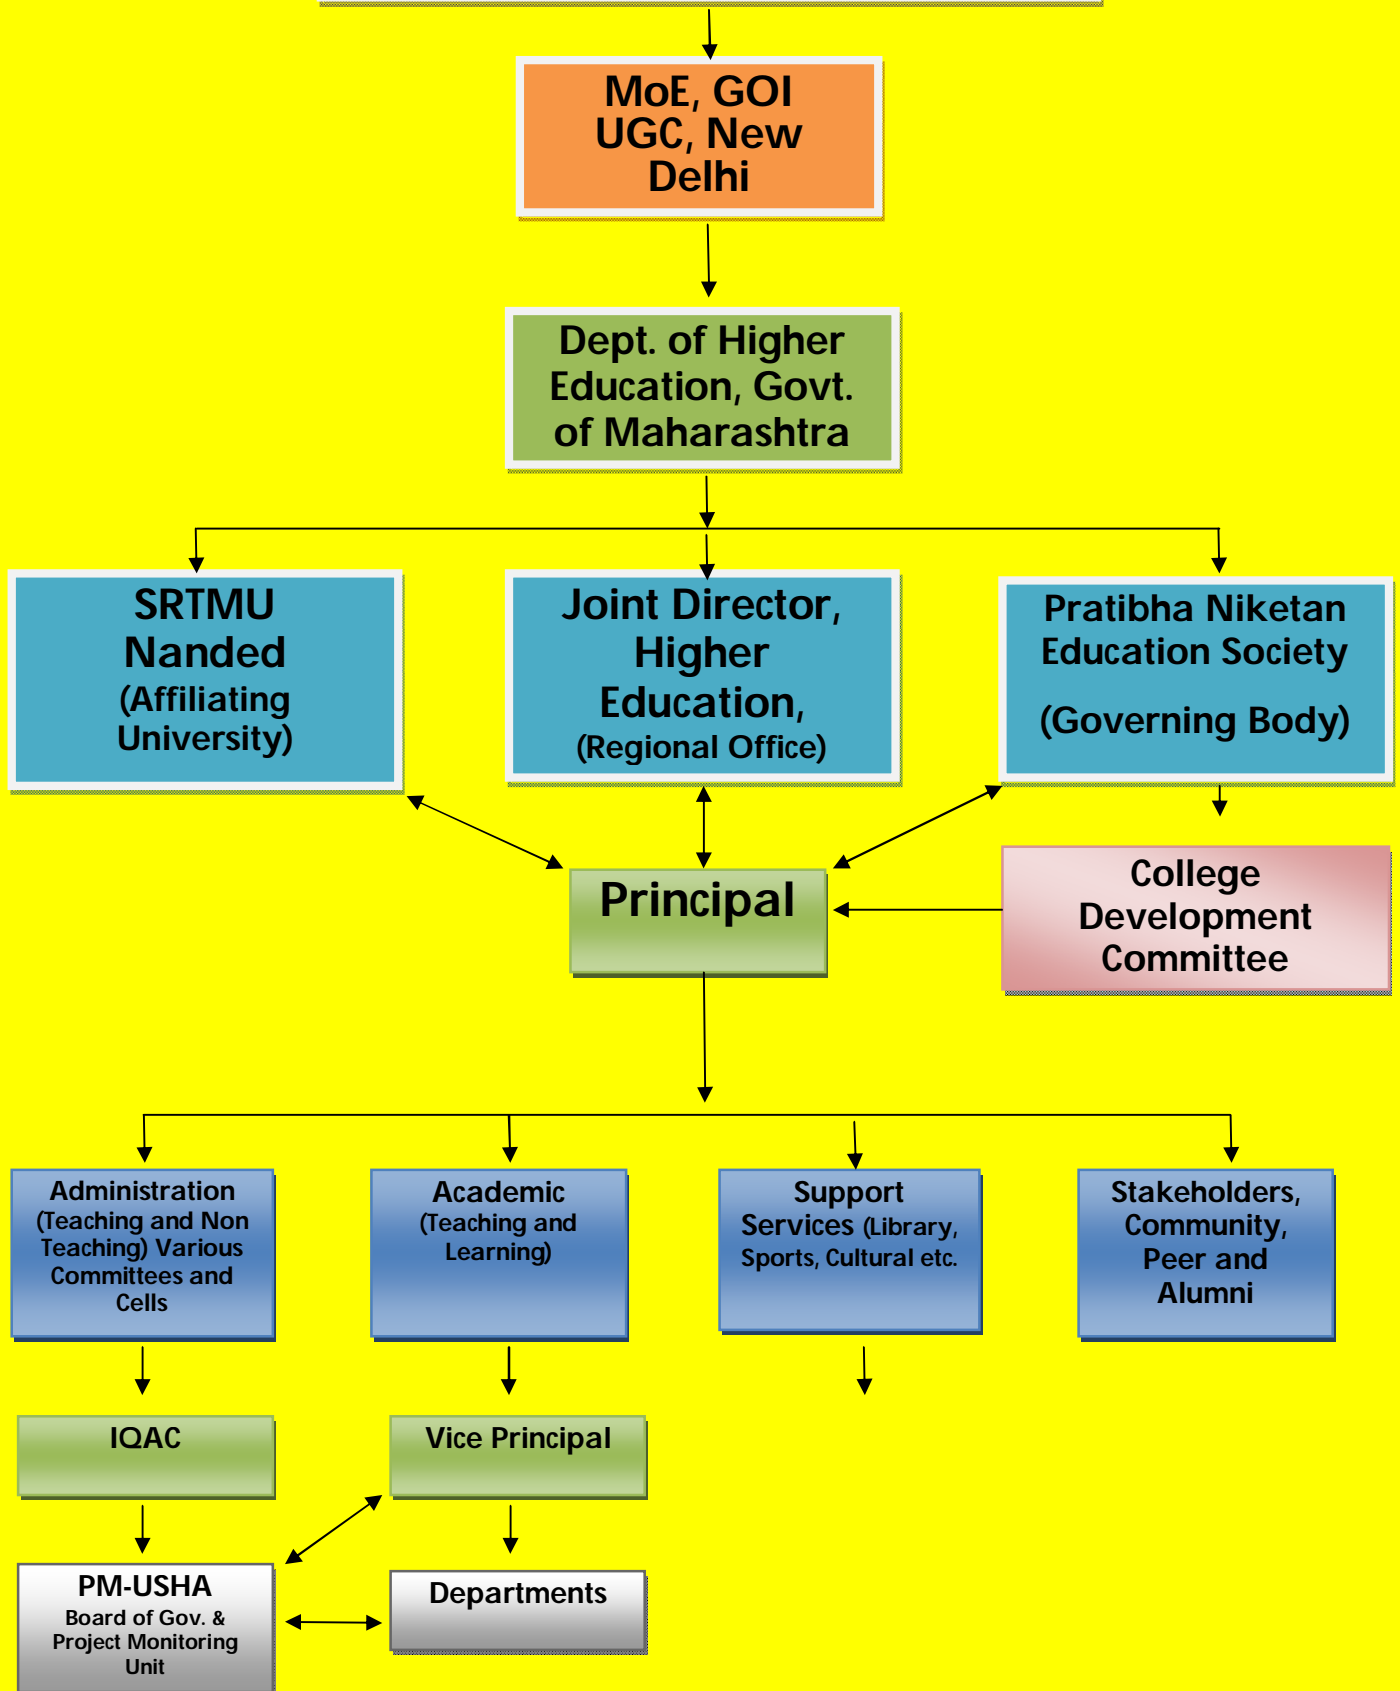 MoE, GOI
UGC, New
Delhi
Dept. of Higher
Education, Govt.
of Maharashtra
SRTMU
Nanded
(Affiliating
University)
Joint Director,
Higher
Education,
(Regional Office)
Pratibha Niketan
Education Society
(Governing Body)
Principal
College
Development
Committee
Administration
(Teaching and Non
Teaching) Various
Committees and
Cells
Academic
(Teaching and
Learning)
Support
Services (Library,
Sports, Cultural etc.
Stakeholders,
Community,
Peer and
Alumni
IQAC
Vice Principal
PM-USHA
Board of Gov. &
Project Monitoring
Unit
Departments